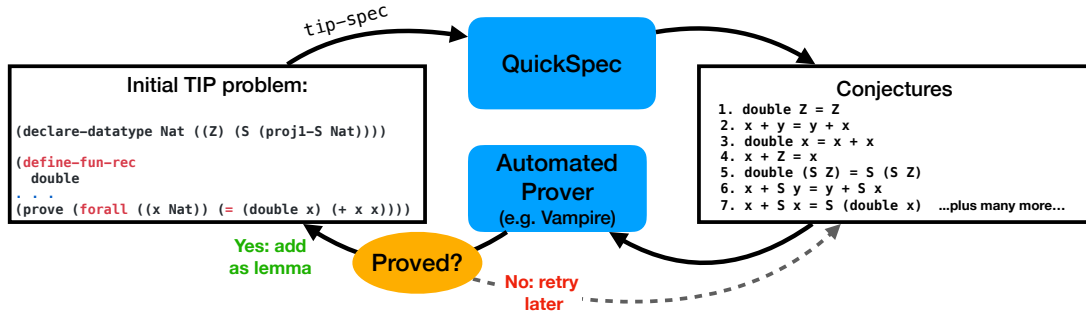 tip-spec
QuickSpec
Initial TIP problem:
(declare-datatype Nat ((Z) (S (proj1-S Nat))))
(define-fun-rec
double
. . .
(prove (forall ((x Nat)) (= (double x) (+ x x))))
Conjectures
1. double Z = Z
2. x + y = y + x
3. double x = x + x
4. x + Z = x
5. double (S Z) = S (S Z)
6. x + S y = y + S x
7. x + S x = S (double x) ...plus many more...
Automated
Prover
(e.g. Vampire)
Yes: add
as lemma
Proved?
No: retry
later